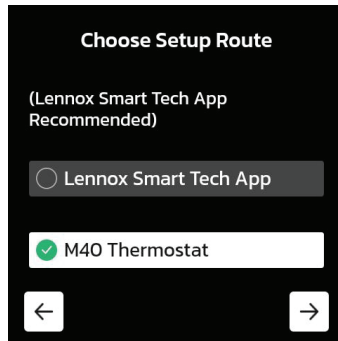 Choose Setup Route
(Lennox Smart Tech App
Recommended)
Lennox Smart Tech App
M40 Thermostat